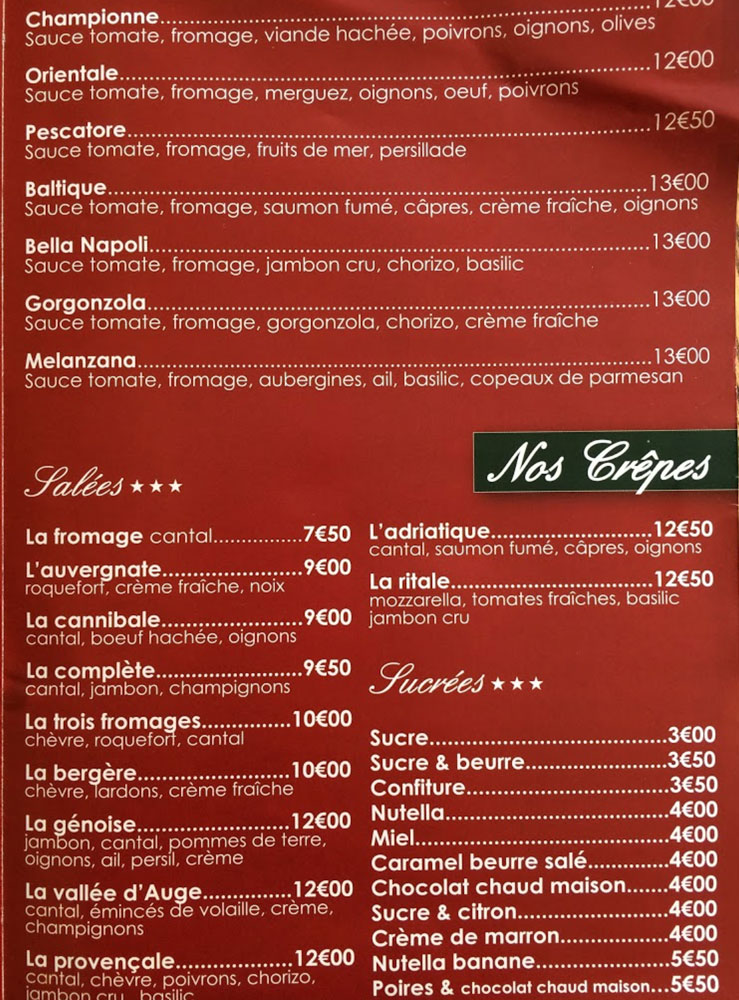 Championne..........12€00
Sauce tomate, fromage, viande hachée, poivrons, oignons, olives
Orientale..........12€00
Sauce tomate, fromage, merguez, oignons, oeuf, poivrons
Pescatore..........12€50
Sauce tomate, fromage, fruits de mer, persillade
Baltique..........13€00
Sauce tomate, fromage, saumon fumé, câpres, crème fraîche, oignons
Bella Napoli..........13€00
Sauce tomate, fromage, jambon cru, chorizo, basilic
Gorgonzola..........13€00
Sauce tomate, fromage, gorgonzola, chorizo, crème fraîche
Melanzana..........13€00
Sauce tomate, fromage, aubergines, ail, basilic, copeaux de parmesan
Nos Crêpes
Salées ★★★
La fromage cantal..........7€50
L'auvergnate..........9€00
roquefort, crème fraîche, noix
La cannibale..........9€00
cantal, boeuf hachée, oignons
La complète..........9€50
cantal, jambon, champignons
La trois fromages..........10€00
chèvre, roquefort, cantal
La bergère..........10€00
chèvre, lardons, crème fraîche
La génoise..........12€00
jambon, cantal, pommes de terre,
oignons, ail, persil, crème
La vallée d'Auge..........12€00
cantal, émincés de volaille, crème,
champignons
La provençale..........12€00
cantal, chèvre, poivrons, chorizo,
jambon cru, basilic
L'adriatique..........12€50
cantal, saumon fumé, câpres, oignons
La ritale..........12€50
mozzarella, tomates fraîches, basilic
jambon cru
Sucrées ★★★
Sucre..........3€00
Sucre & beurre..........3€50
Confiture..........3€50
Nutella..........4€00
Miel..........4€00
Caramel beurre salé..........4€00
Chocolat chaud maison..........4€00
Sucre & citron..........4€00
Crème de marron..........4€00
Nutella banane..........5€50
Poires & chocolat chaud maison...5€50